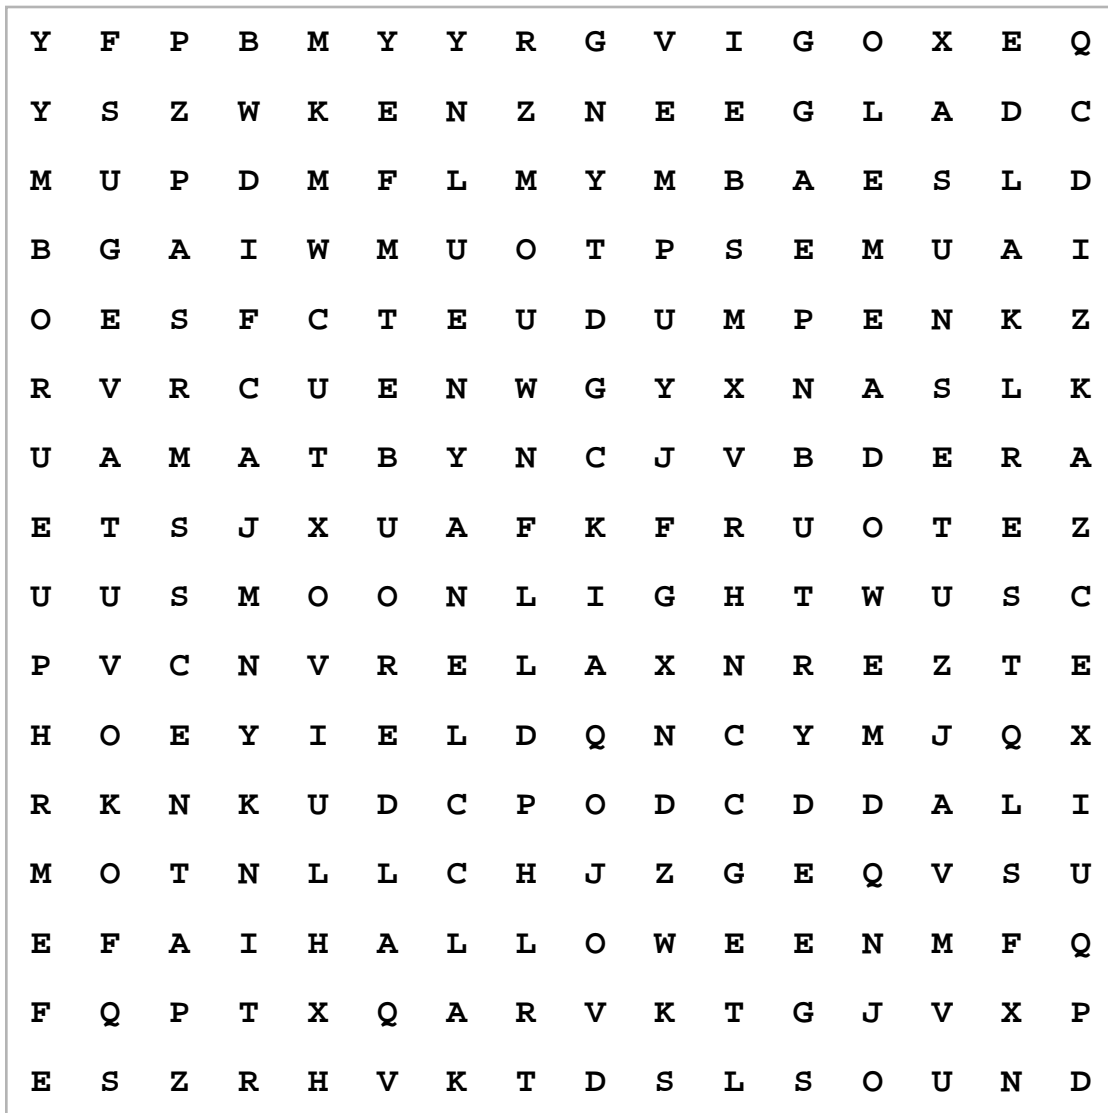 Y F P B M Y Y R G V I G O X E Q
Y S Z W K E N Z N E E G L A D C
M U P D M F L M Y M B A E S L D
B G A I W M U O T P S E M U A I
O E S F C T E U D U M P E N K Z
R V R C U E N W G Y X N A S L K
U A M A T B Y N C J V B D E R A
E T S J X U A F K F R U O T E Z
U U S M O O N L I G H T W U S C
P V C N V R E L A X N R E Z T E
H O E Y I E L D Q N C Y M J Q X
R K N K U D C P O D C D D A L I
M O T N L L C H J Z G E Q V S U
E F A I H A L L O W E E N M F Q
F Q P T X Q A R V K T G J V X P
E S Z R H V K T D S L S O U N D